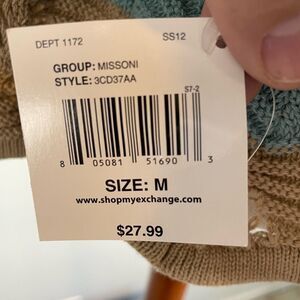 DEPT 1172 SS12
GROUP: MISSONI
STYLE: 3CD37AA
S7-2
8 05081 51690 3
SIZE: M
www.shopmyexchange.com
$27.99